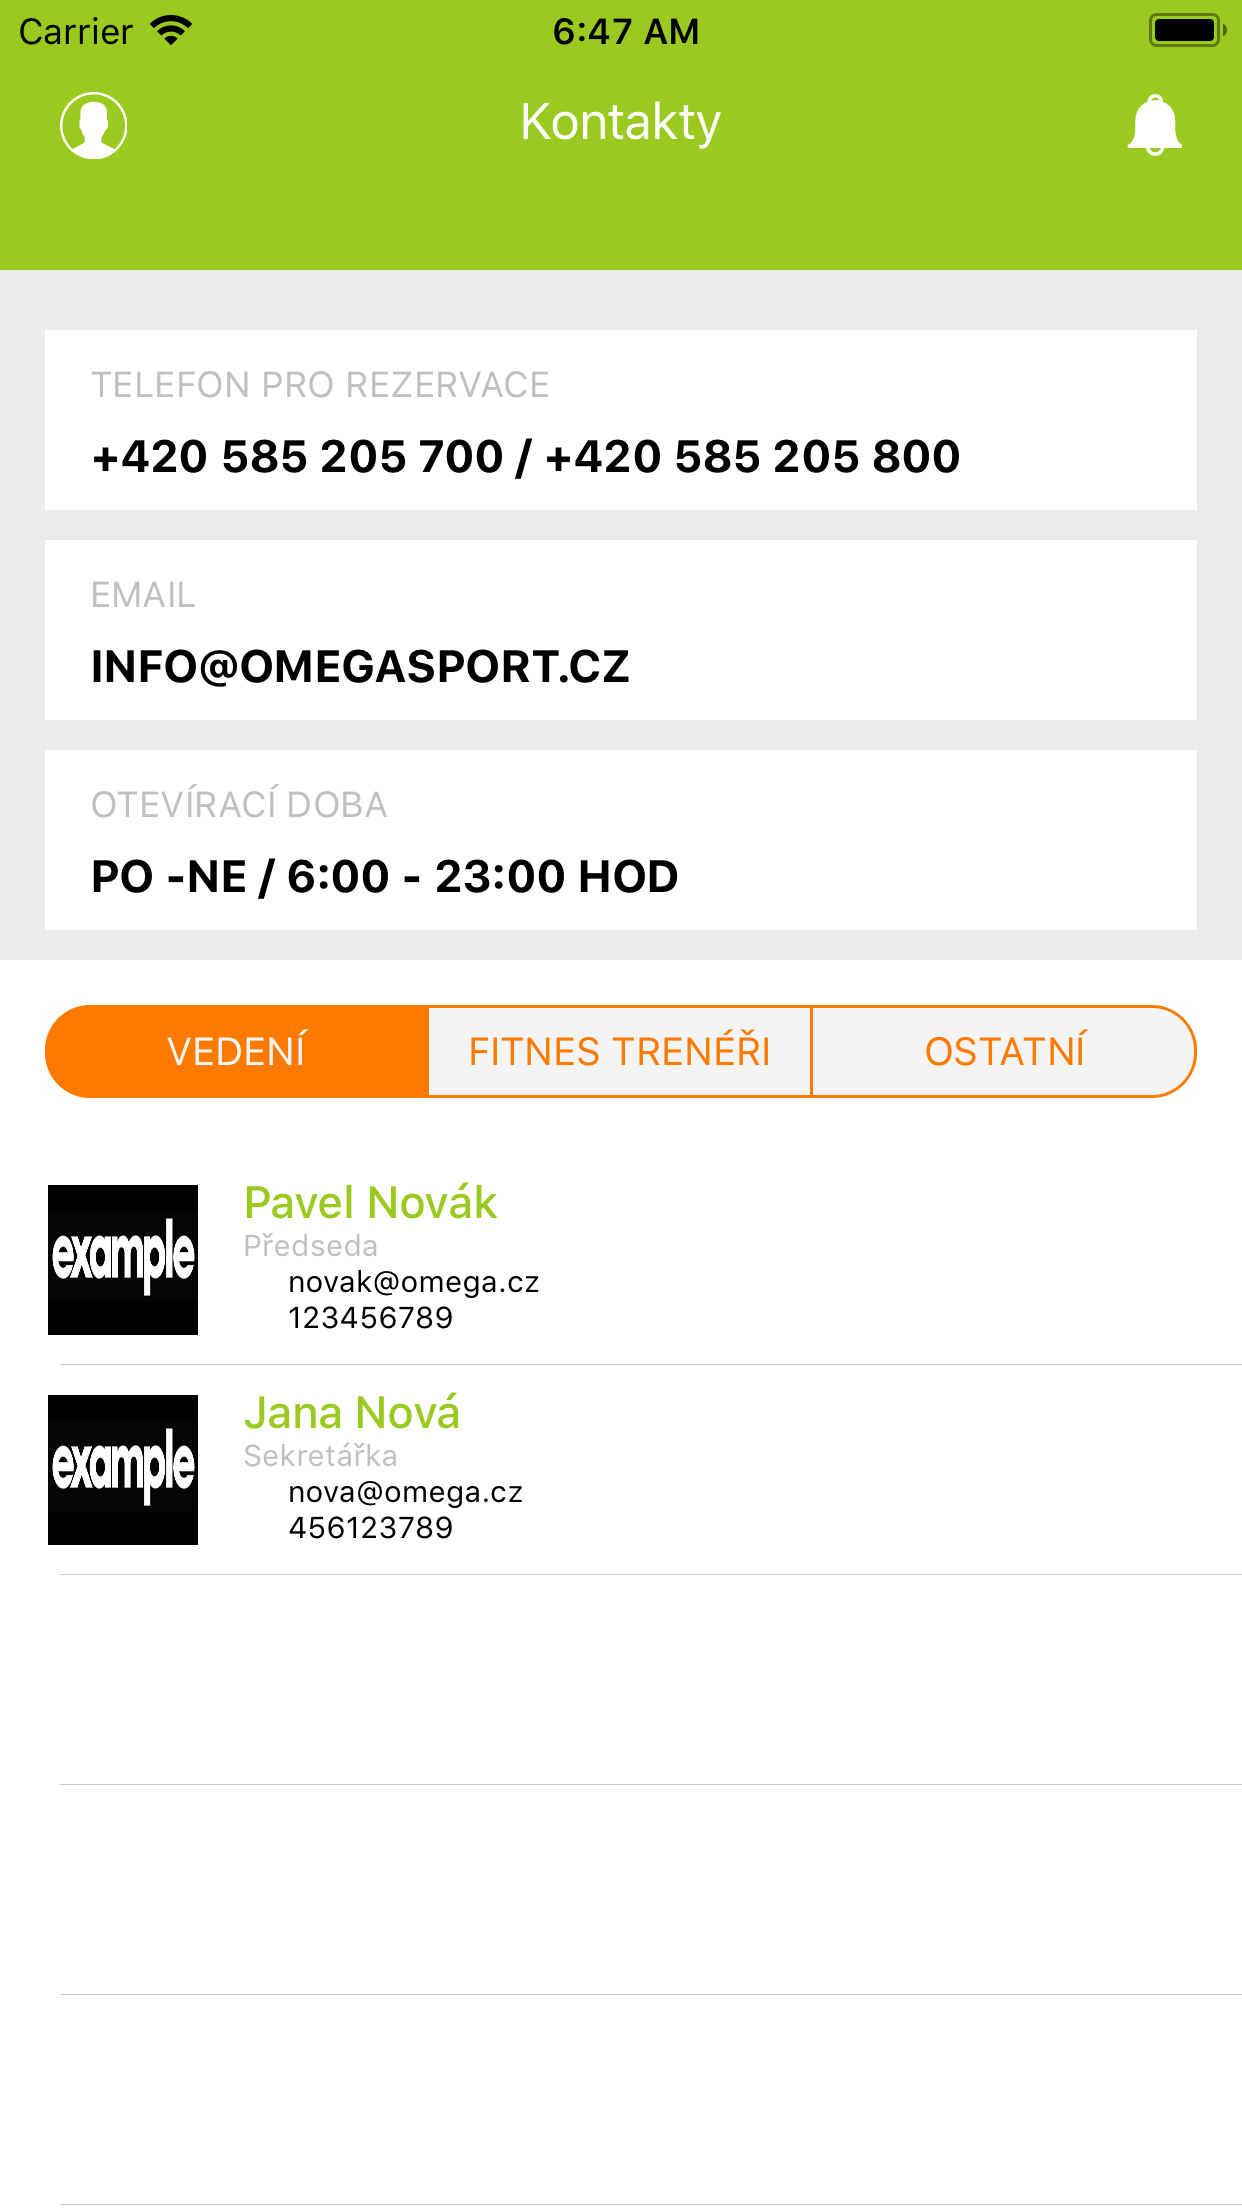 Carrier 6:47 AM
Kontakty
TELEFON PRO REZERVACE
+420 585 205 700 / +420 585 205 800
EMAIL
INFO@OMEGASPORT.CZ
OTEVÍRACÍ DOBA
PO -NE / 6:00 - 23:00 HOD
VEDENÍ FITNES TRENÉŘI OSTATNÍ
example
Pavel Novák
Předseda
novak@omega.cz
123456789
example
Jana Nová
Sekretářka
nova@omega.cz
456123789